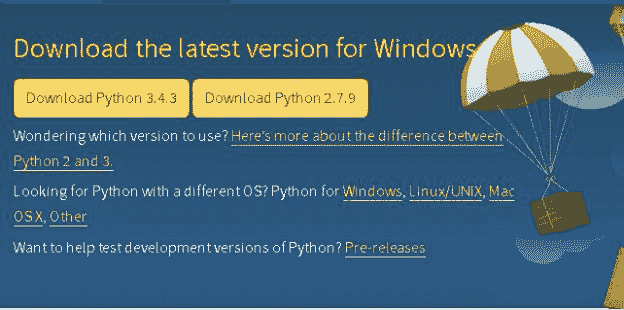 Download the latest version for Windows
Download Python 3.4.3 Download Python 2.7.9
Wondering which version to use? Here's more about the difference between
Python 2 and 3.
Looking for Python with a different OS? Python for Windows, Linux/UNIX, Mac
OS X, Other
Want to help test development versions of Python? Pre-releases